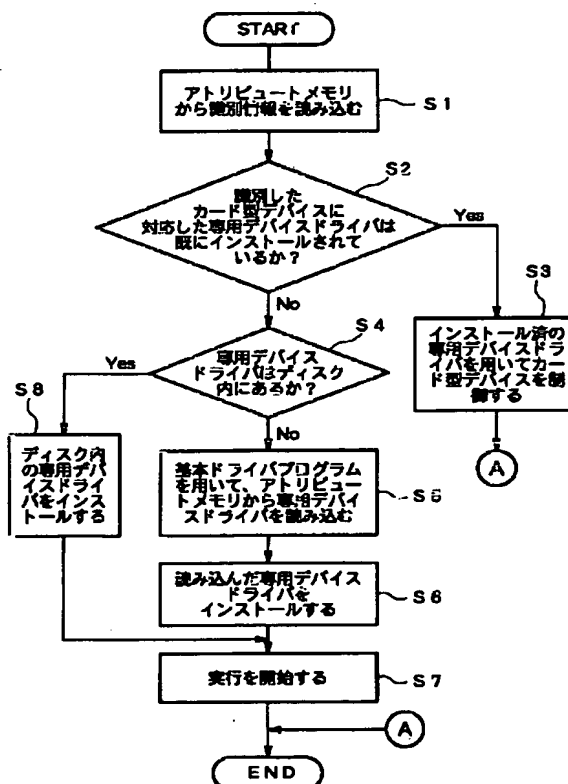 START
アトリビュートメモリ
から識別情報を読み込む
S1
S2
識別した
カード型デバイスに
対応した専用デバイスドライバは
既にインストールされて
いるか？
Yes
No
S3
インストール済の
専用デバイスドラ
イバを用いてカー
ド型デバイスを制
御する
A
S4
専用デバイス
ドライバはディスク
内にあるか？
Yes
No
S8
ディスク内
の専用デバ
イスドライ
バをインス
トールする
基本ドライバプログラム
を用いて、アトリビュー
トメモリから専用デバイ
スドライバを読み込む
S5
読み込んだ専用デバイス
ドライバを
インストールする
S6
実行を開始する
S7
A
END